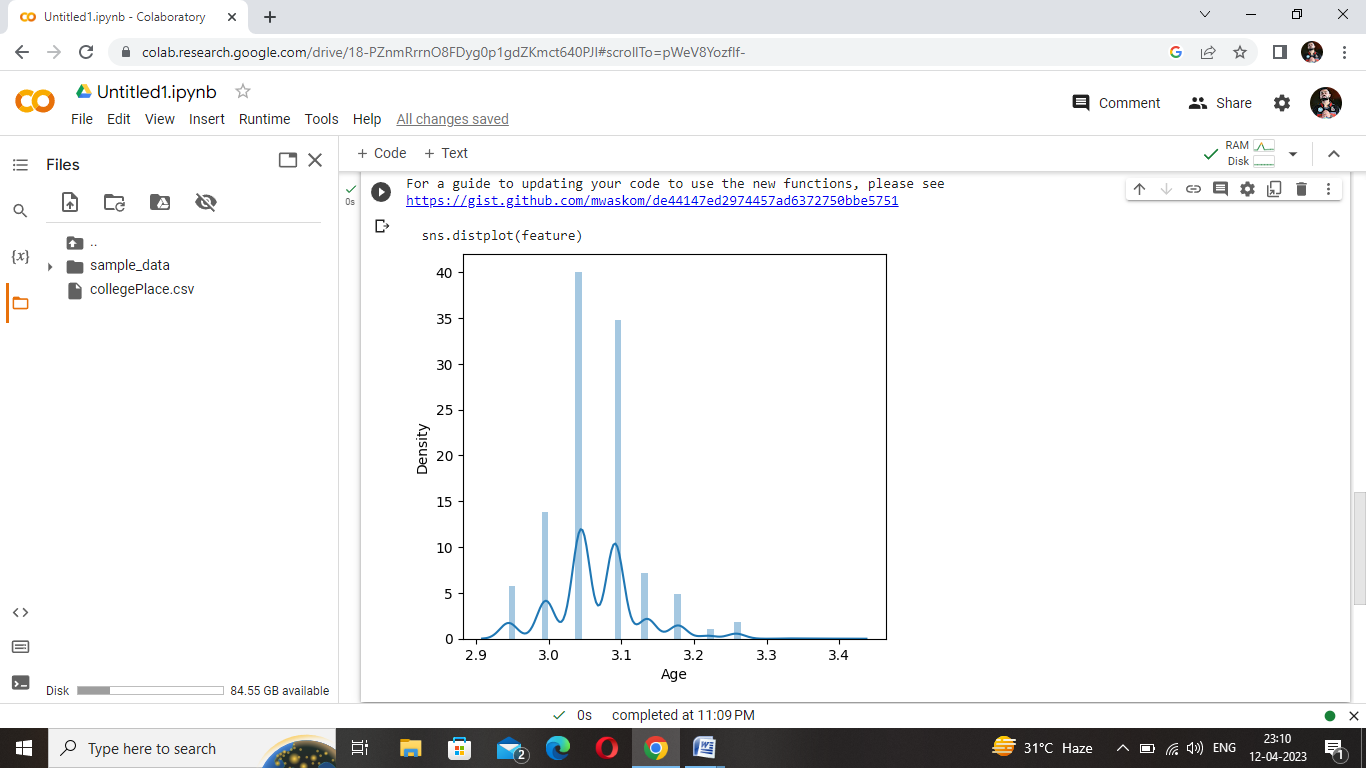 Untitled1.ipynb - Colaboratory
colab.research.google.com/drive/18-PZnmRrrnO8FDyg0p1gdZKmct640PJI#scrollTo=pWeV8YozfIf-
Untitled1.ipynb
File Edit View Insert Runtime Tools Help All changes saved
Comment Share
Files
+ Code + Text
RAM
Disk
{x}
..
sample_data
collegePlace.csv
0s
For a guide to updating your code to use the new functions, please see
https://gist.github.com/mwaskom/de44147ed2974457ad6372750bbe5751
sns.distplot(feature)
40
35
30
25
20
15
10
5
0
Density
2.9 3.0 3.1 3.2 3.3 3.4
Age
Disk 84.55 GB available
0s completed at 11:09 PM
Type here to search
2
31°C Haze
ENG
23:10
12-04-2023
1